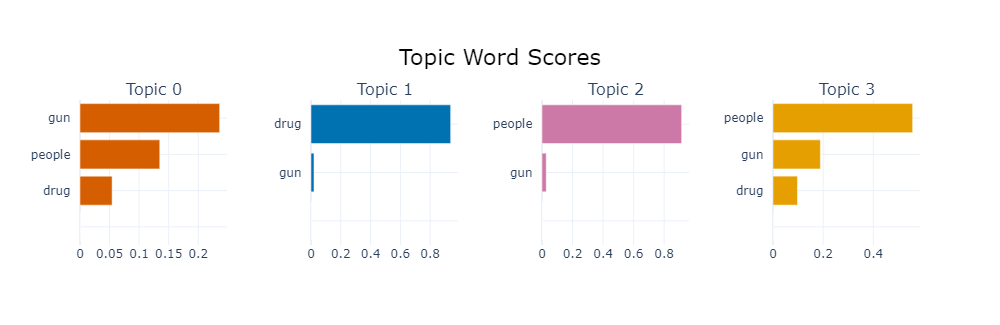 Topic Word Scores
Topic 0
gun
people
drug
0 0.05 0.1 0.15 0.2
Topic 1
drug
gun
0 0.2 0.4 0.6 0.8
Topic 2
people
gun
0 0.2 0.4 0.6 0.8
Topic 3
people
gun
drug
0 0.2 0.4